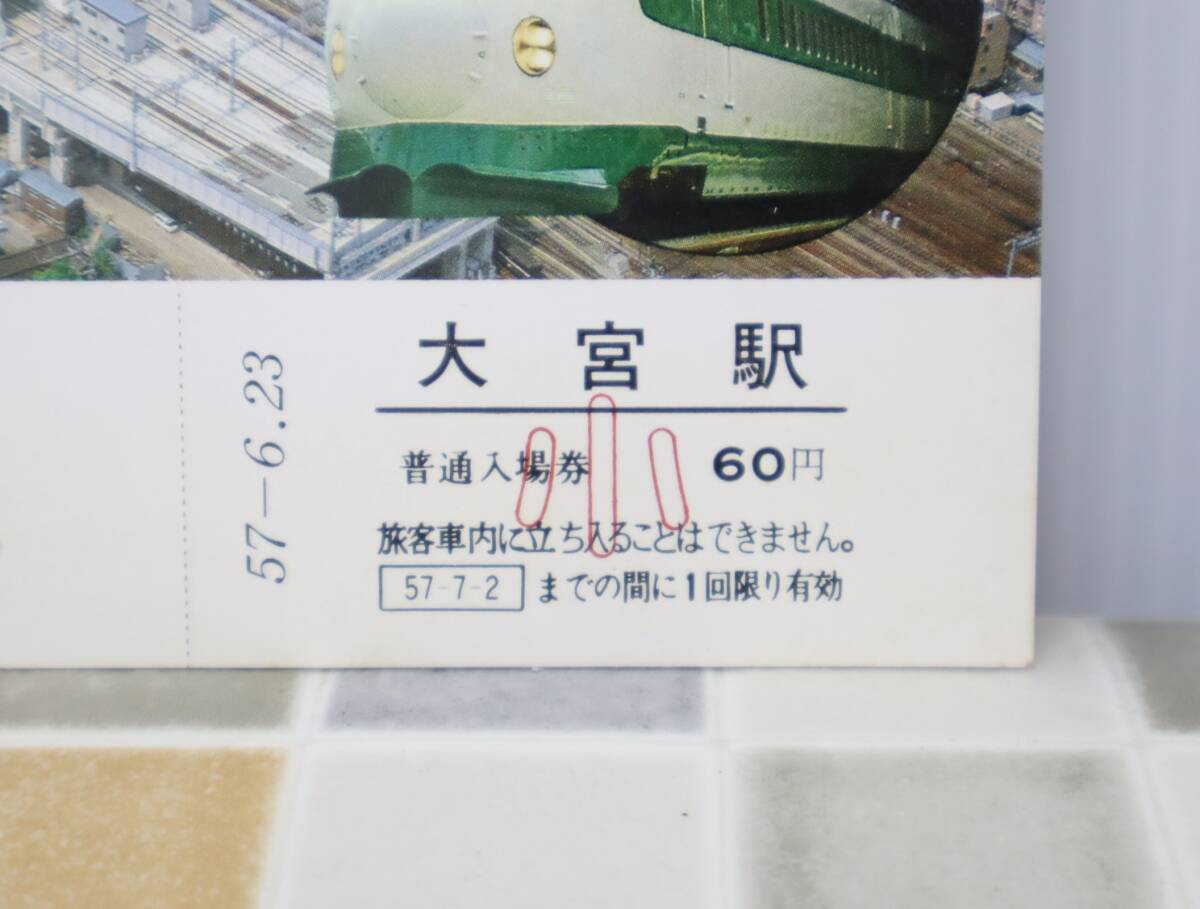 大宮駅
小
普通入場券 60円
旅客車内に立ち入ることはできません。
57-7-2 までの間に1回限り有効
57-6.23